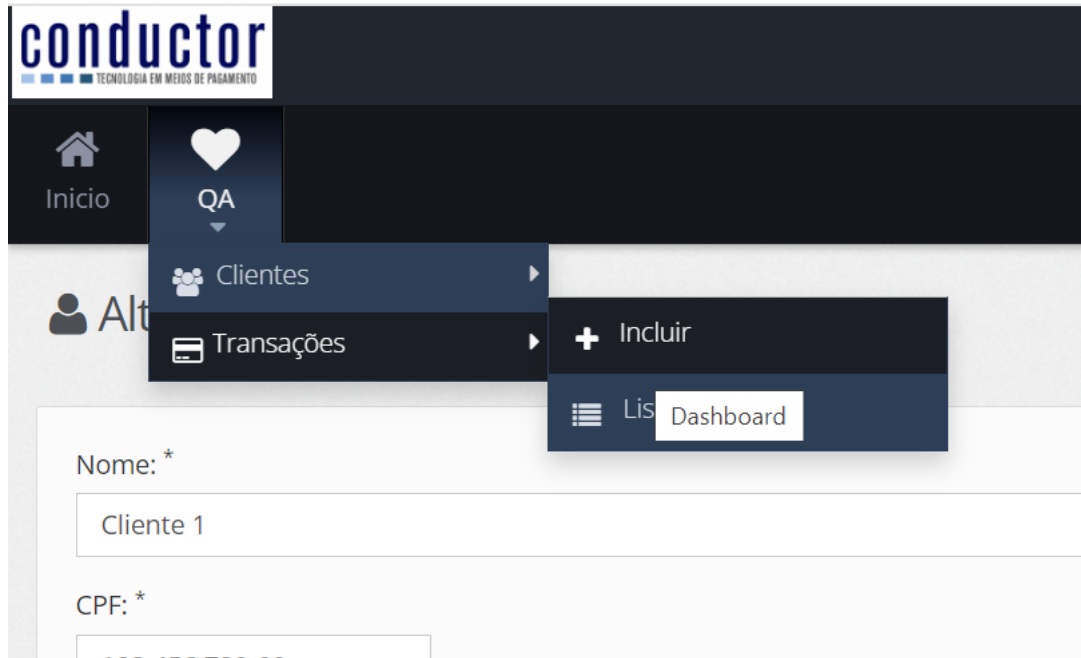 conductor
TECNOLOGIA EM MEIOS DE PAGAMENTO
Inicio
QA
Clientes
Alt
Transações
Incluir
Lis
Dashboard
Nome: *
Cliente 1
CPF: *